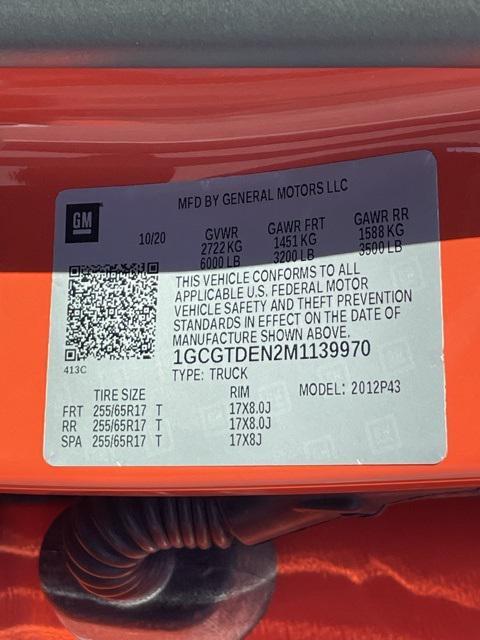 MFD BY GENERAL MOTORS LLC
GM
10/20
GVWR GAWR FRT GAWR RR
2722 KG 1451 KG 1588 KG
6000 LB 3200 LB 3500 LB
THIS VEHICLE CONFORMS TO ALL
APPLICABLE U.S. FEDERAL MOTOR
VEHICLE SAFETY AND THEFT PREVENTION
STANDARDS IN EFFECT ON THE DATE OF
MANUFACTURE SHOWN ABOVE.
1GCGTDEN2M1139970
413C
TYPE: TRUCK
TIRE SIZE RIM MODEL: 2012P43
FRT 255/65R17 T 17X8.0J
RR 255/65R17 T 17X8.0J
SPA 255/65R17 T 17X8J